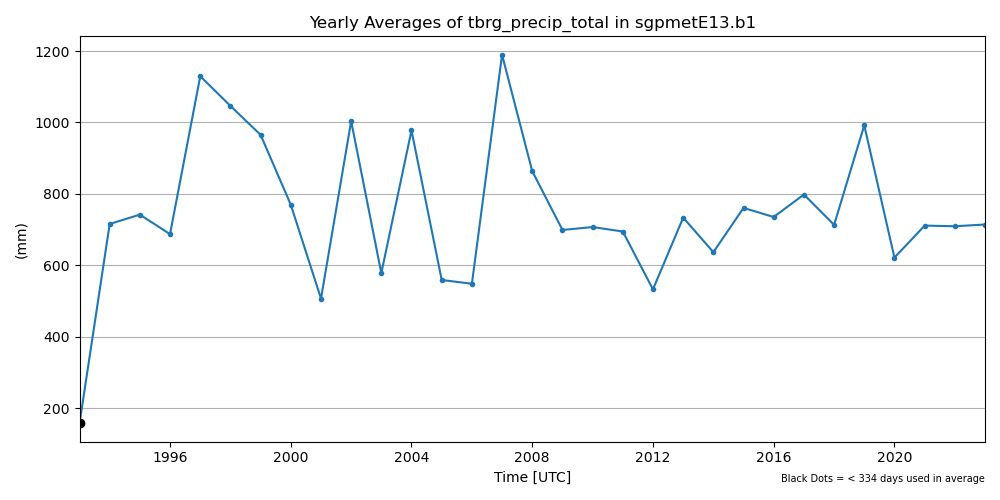 Yearly Averages of tbrg_precip_total in sgpmetE13.b1
1200
1000
800
600
400
200
(mm)
1996 2000 2004 2008 2012 2016 2020
Time [UTC]
Black Dots = < 334 days used in average